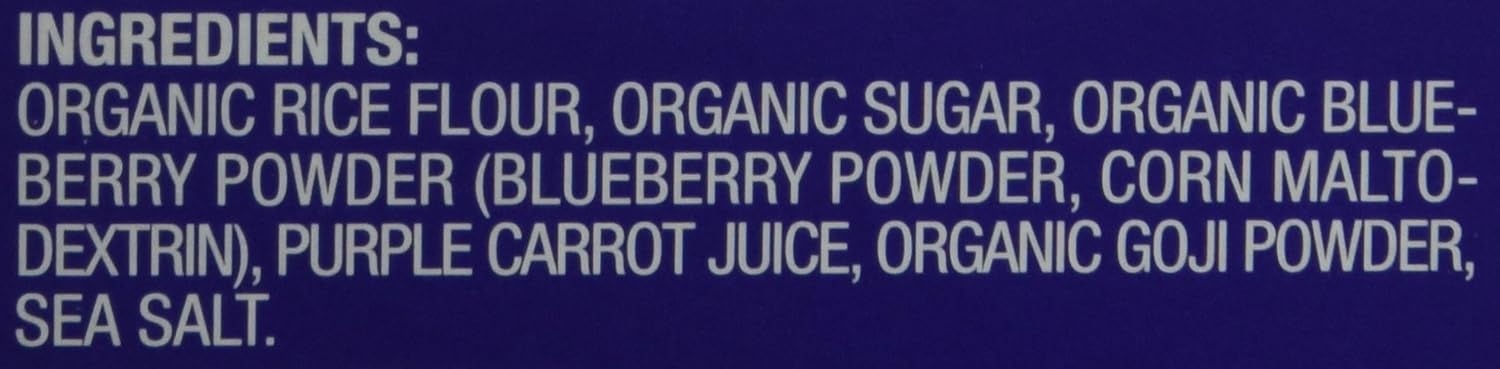 INGREDIENTS:
ORGANIC RICE FLOUR, ORGANIC SUGAR, ORGANIC BLUE-
BERRY POWDER (BLUEBERRY POWDER, CORN MALTO-
DEXTRIN), PURPLE CARROT JUICE, ORGANIC GOJI POWDER,
SEA SALT.